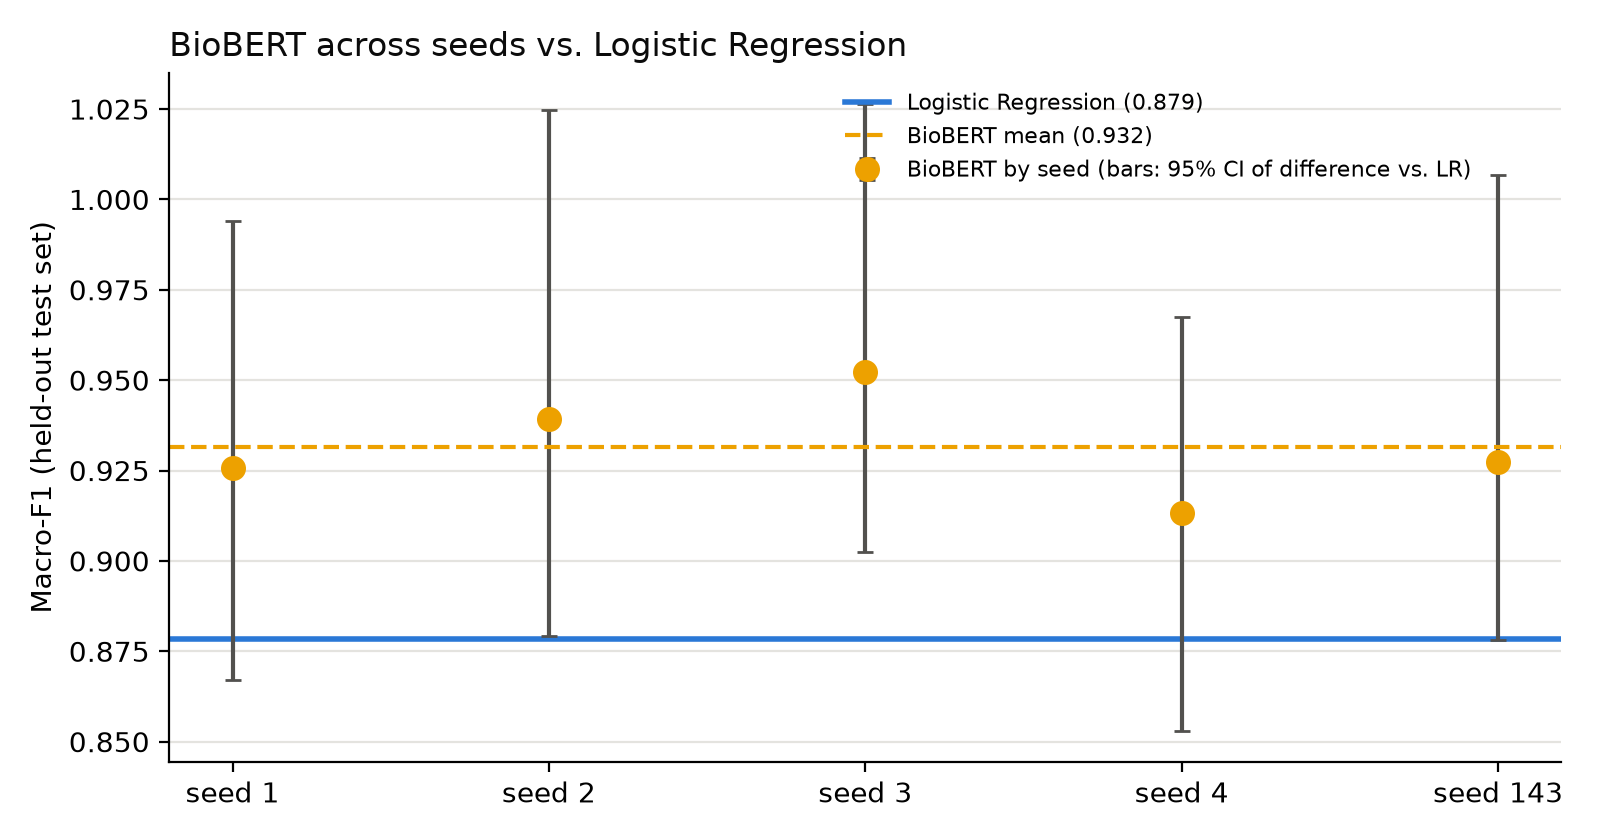 BioBERT across seeds vs. Logistic Regression
Logistic Regression (0.879)
BioBERT mean (0.932)
BioBERT by seed (bars: 95% CI of difference vs. LR)
Macro-F1 (held-out test set)
1.025
1.000
0.975
0.950
0.925
0.900
0.875
0.850
seed 1
seed 2
seed 3
seed 4
seed 143